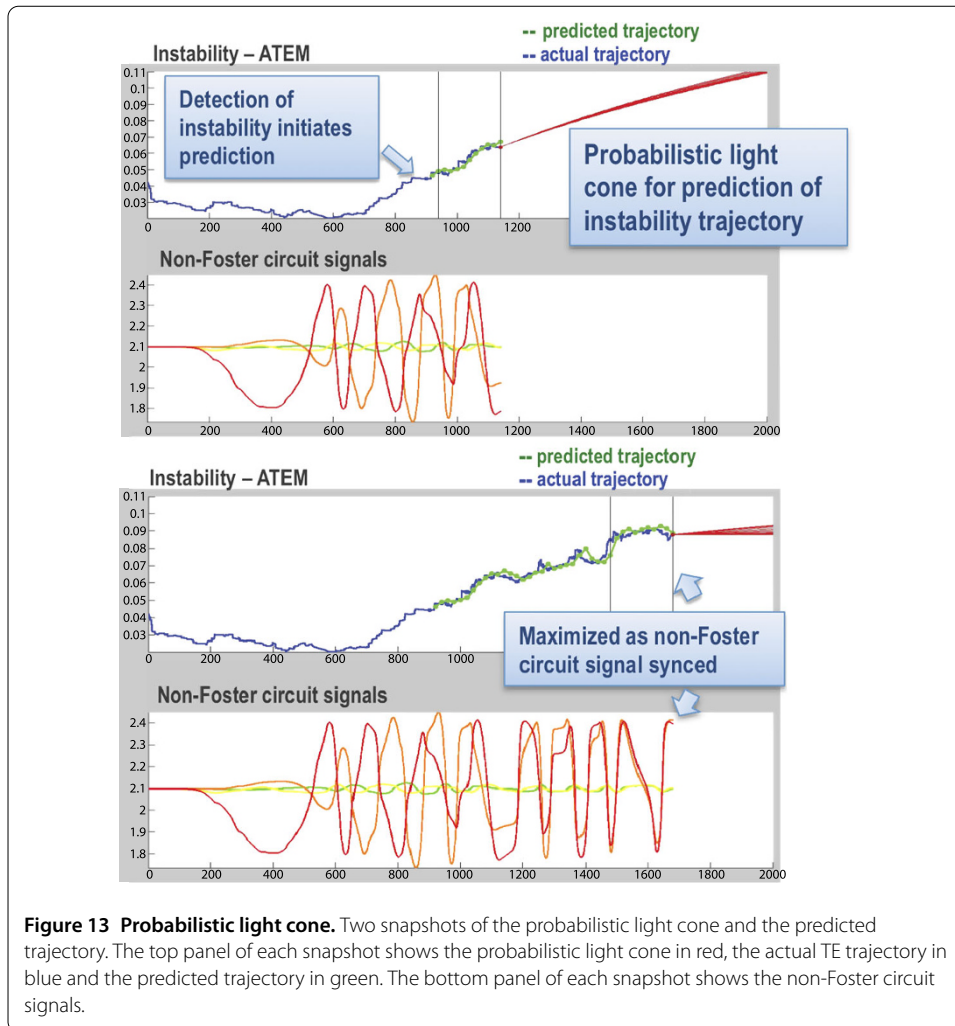 -- predicted trajectory
Instability – ATEM
-- actual trajectory
0.11
0.1
0.09
0.08
0.07
0.06
0.05
0.04
0.03
Detection of
instability initiates
prediction
Probabilistic light
cone for prediction of
instability trajectory
0 200 400 600 800 1000 1200
Non-Foster circuit signals
2.4
2.3
2.2
2.1
2
1.9
1.8
0 200 400 600 800 1000 1200 1400 1600 1800 2000
-- predicted trajectory
Instability – ATEM
-- actual trajectory
0.11
0.1
0.09
0.08
0.07
0.06
0.05
0.04
0.03
Maximized as non-Foster
circuit signal synced
0 200 400 600 800 1000
Non-Foster circuit signals
2.4
2.3
2.2
2.1
2
1.9
1.8
0 200 400 600 800 1000 1200 1400 1600 1800 2000
Figure 13 Probabilistic light cone. Two snapshots of the probabilistic light cone and the predicted
trajectory. The top panel of each snapshot shows the probabilistic light cone in red, the actual TE trajectory in
blue and the predicted trajectory in green. The bottom panel of each snapshot shows the non-Foster circuit
signals.